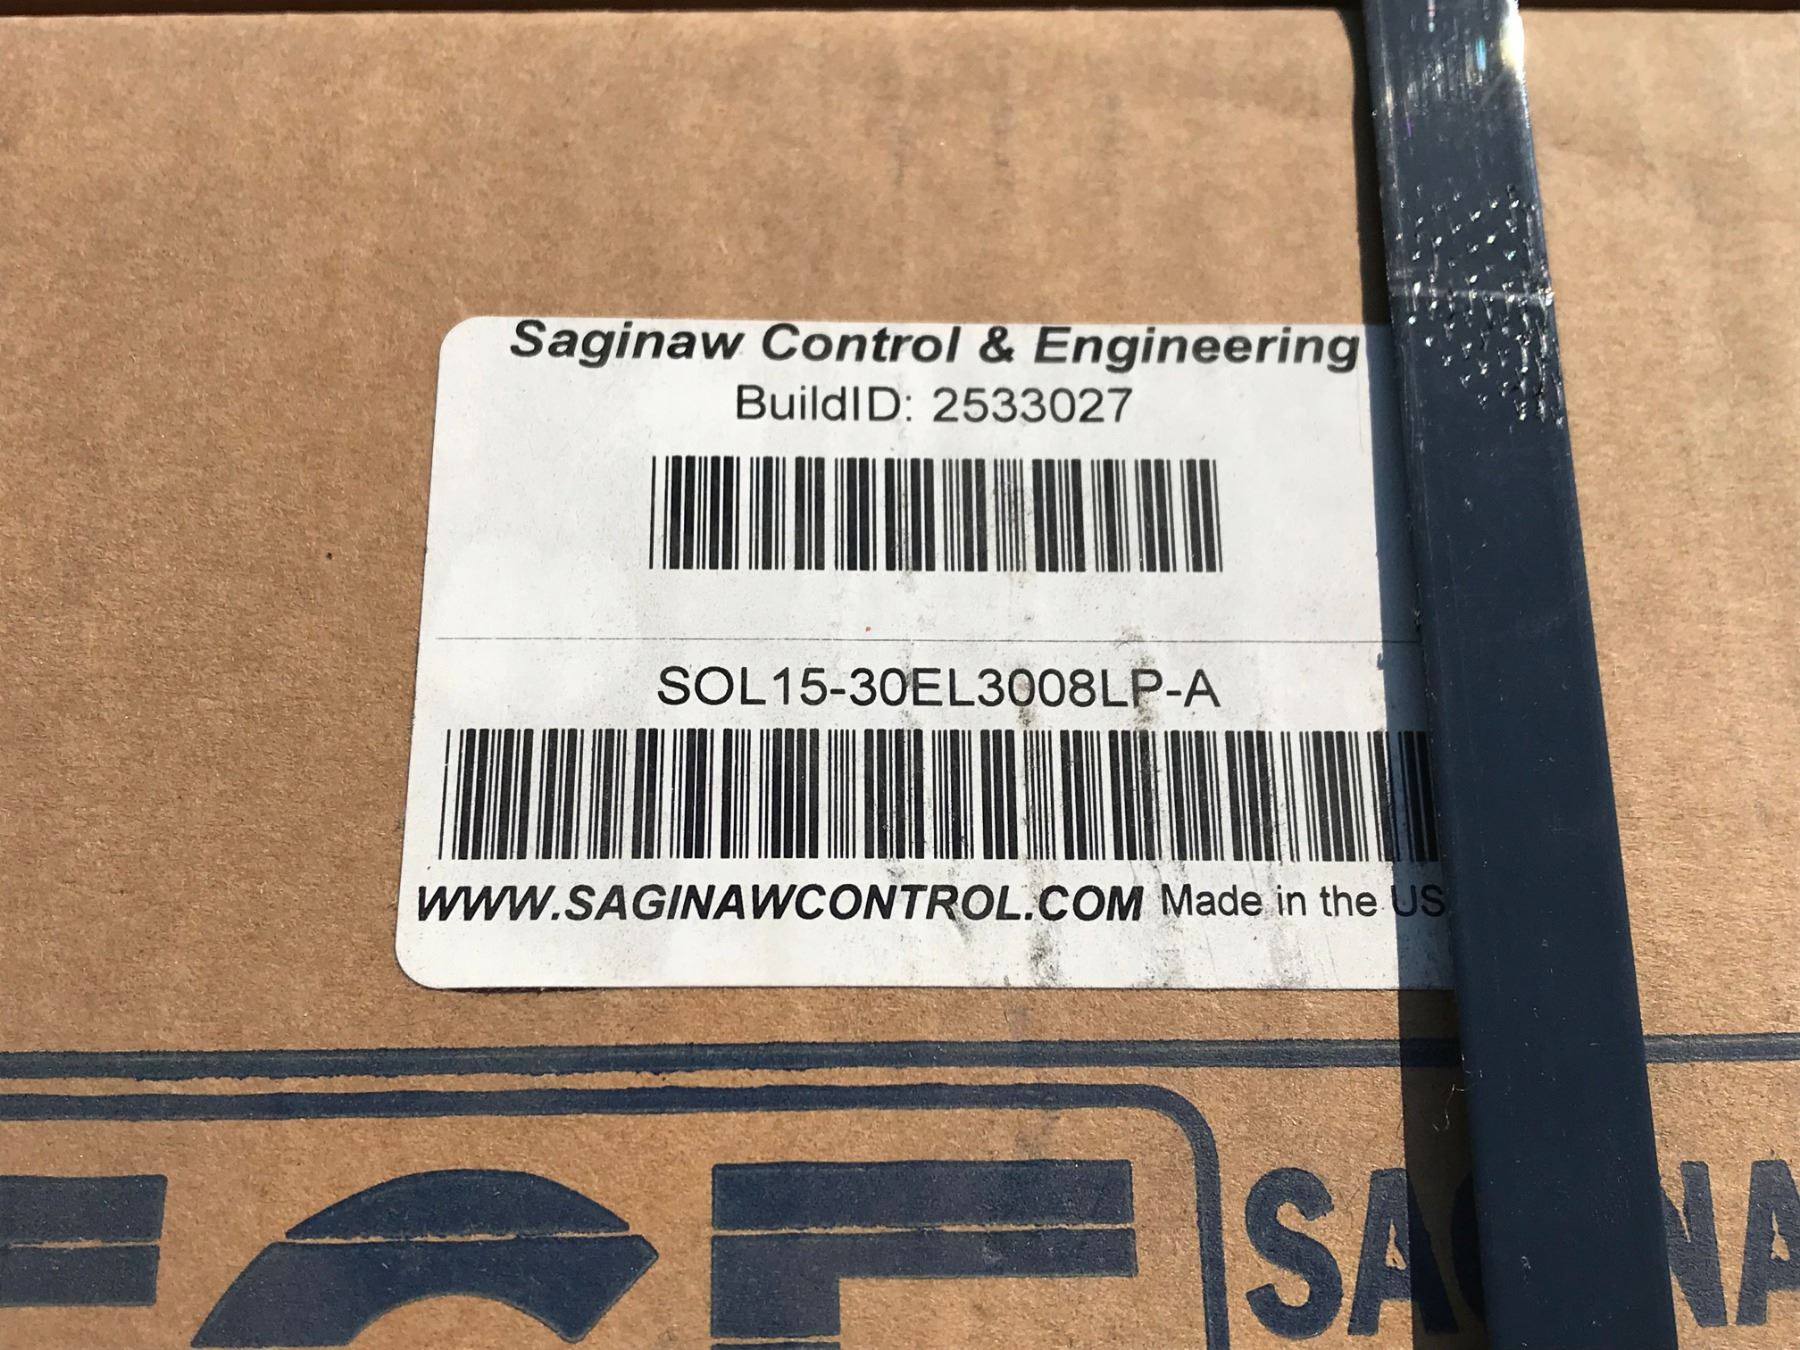 Saginaw Control & Engineering
BuildID: 2533027
SOL15-30EL3008LP-A
WWW.SAGINAWCONTROL.COM Made in the US